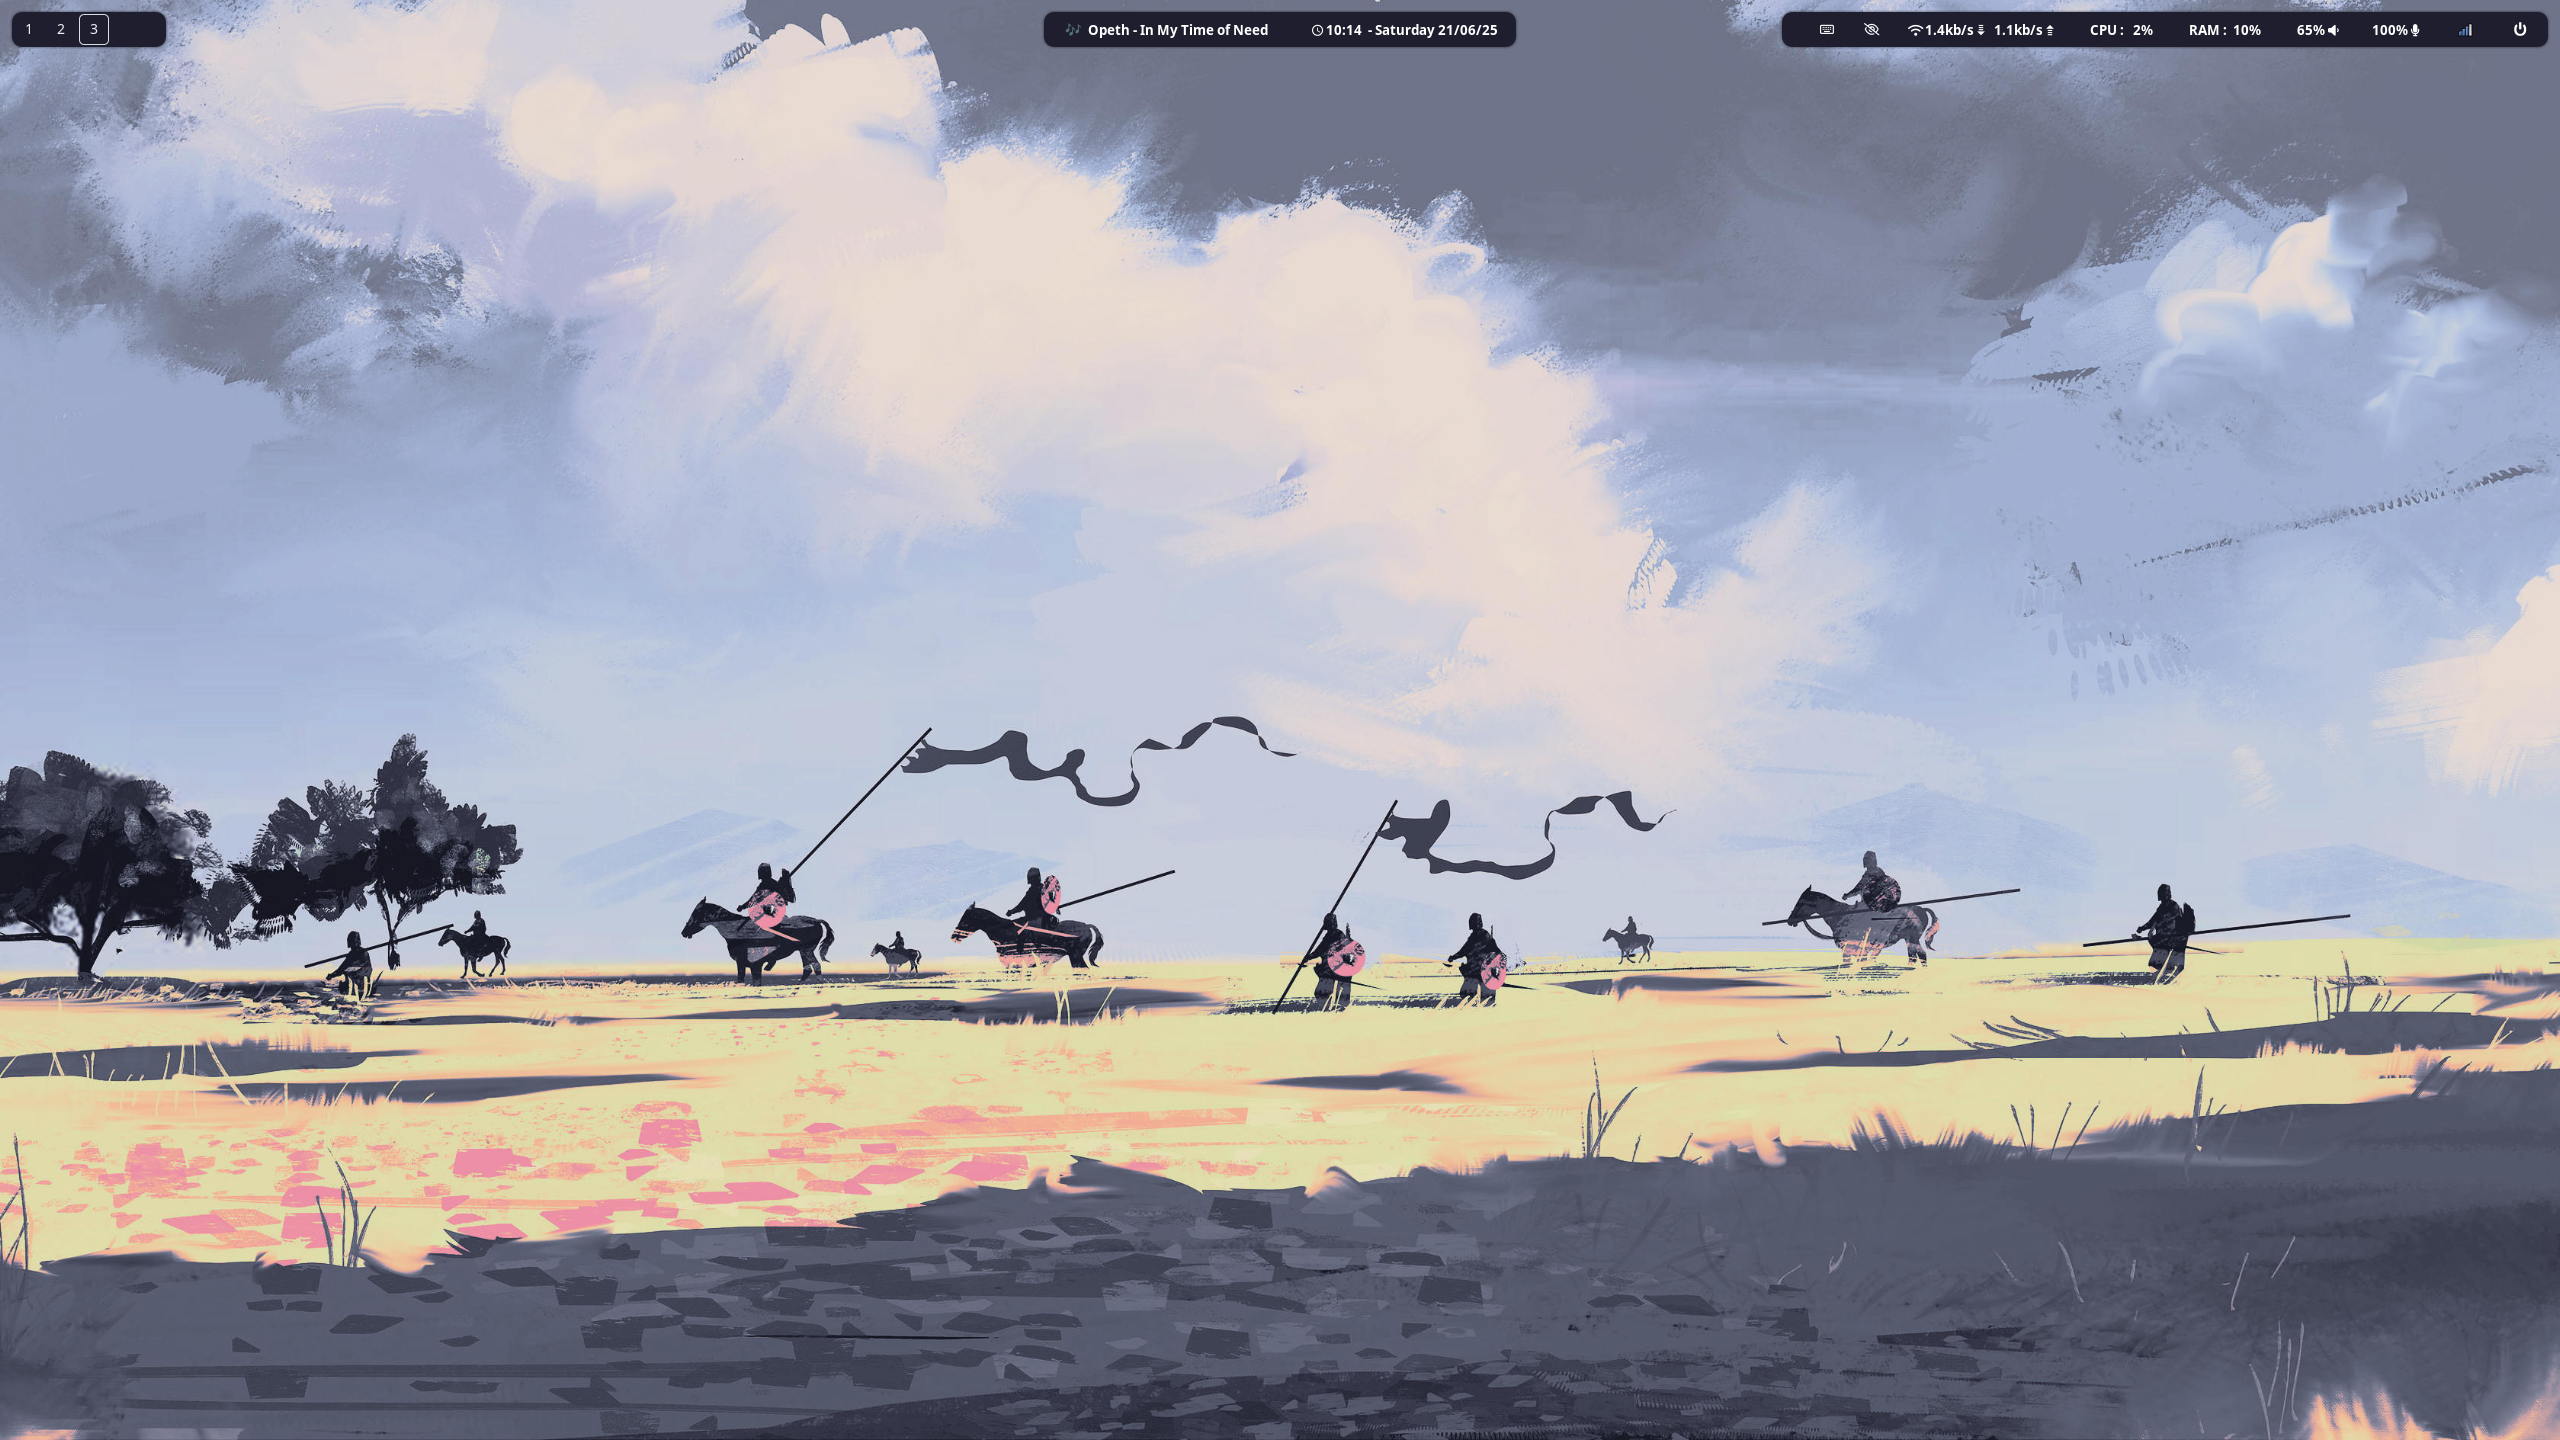 1 2 3
Opeth - In My Time of Need 10:14 - Saturday 21/06/25
1.4kb/s 1.1kb/s CPU : 2% RAM : 10% 65% 100%